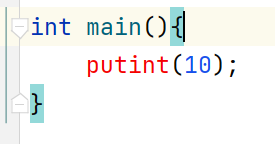 int main(){
    putint(10);
}